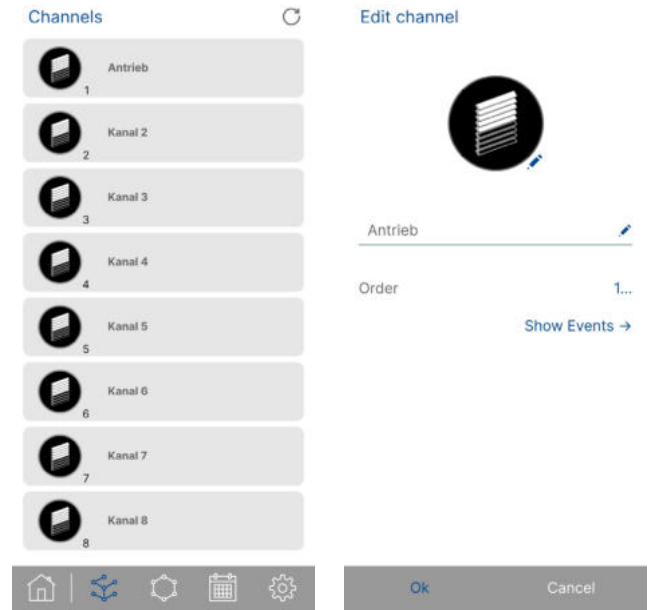 Channels
Antrieb
1
Kanal 2
2
Kanal 3
3
Kanal 4
4
Kanal 5
5
Kanal 6
6
Kanal 7
7
Kanal 8
8
Edit channel
Antrieb
Order 1...
Show Events →
Ok Cancel